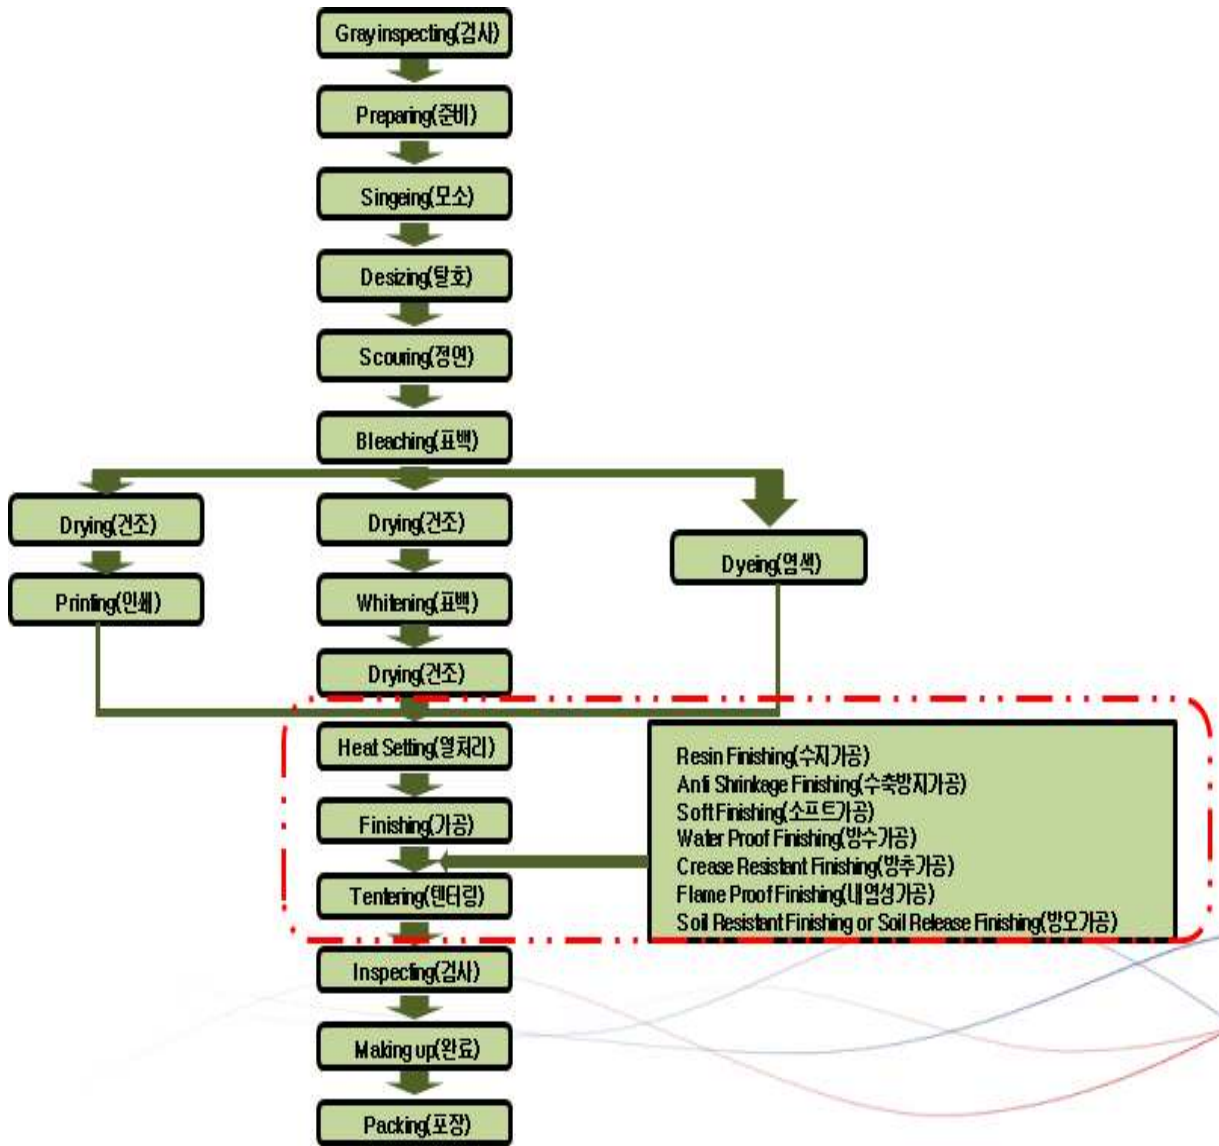 Gray inspecting(검사)
Preparing(준비)
Singeing(모소)
Desizing(탈호)
Scouring(정연)
Bleaching(표백)
Drying(건조)
Printing(인쇄)
Drying(건조)
Whitening(표백)
Drying(건조)
Dyeing(염색)
Heat Setting(열처리)
Finishing(가공)
Tentering(텐터링)
Resin Finishing(수지가공)
Anti Shrinkage Finishing(수축방지가공)
Soft Finishing(소프트가공)
Water Proof Finishing(방수가공)
Crease Resistant Finishing(방추가공)
Flame Proof Finishing(내염성가공)
Soil Resistant Finishing or Soil Release Finishing(방오가공)
Inspecting(검사)
Making up(완료)
Packing(포장)